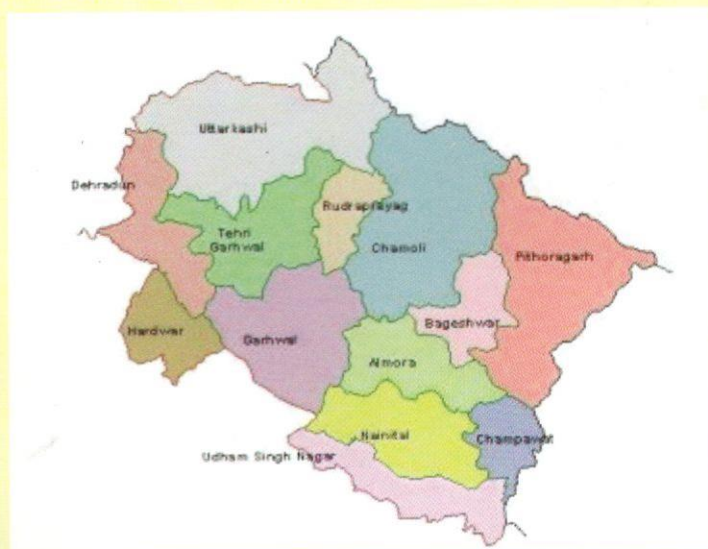 Uttarkashi
Dehradun
Rudraprayag
Tehri
Garhwal
Chamoli
Pithoragarh
Hardwar
Garhwal
Bageshwar
Almora
Nainital
Champawat
Udham Singh Nagar